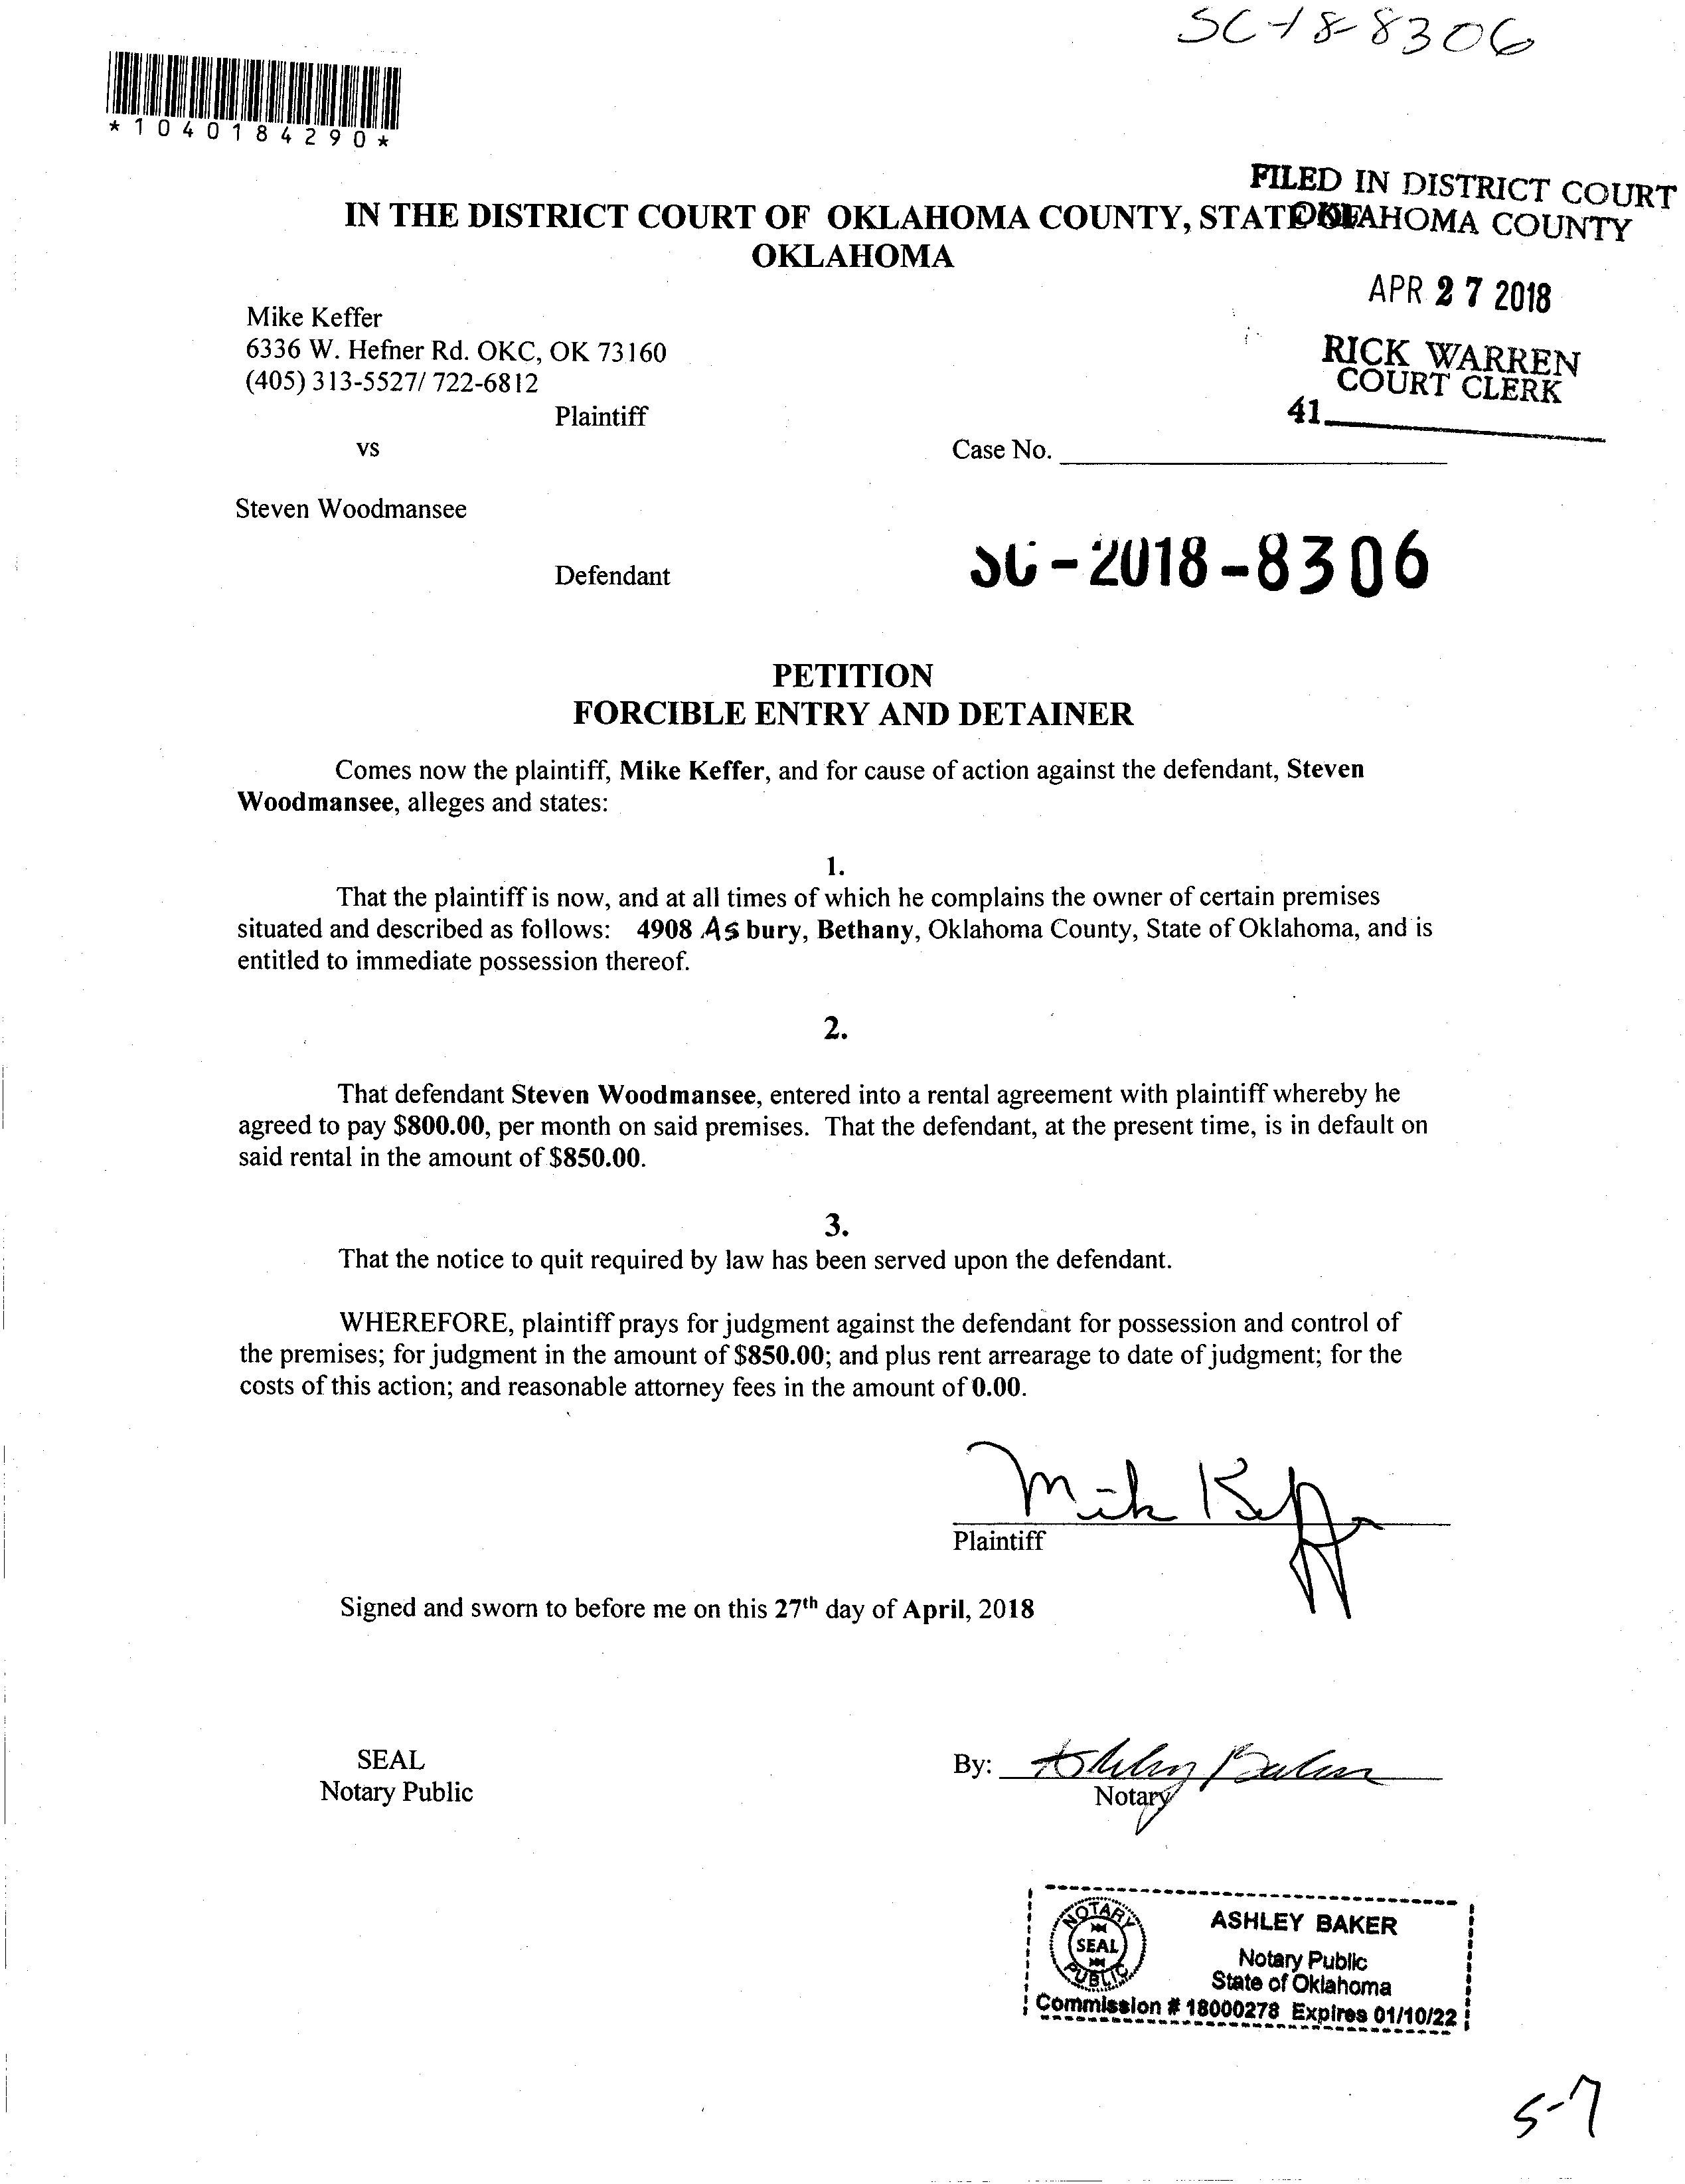 SC-18-8306
*1040184290*
FILED IN DISTRICT COURT
OKLAHOMA COUNTY
IN THE DISTRICT COURT OF OKLAHOMA COUNTY, STATE OF
OKLAHOMA
APR 27 2018
Mike Keffer
6336 W. Hefner Rd. OKC, OK 73160
(405) 313-5527/ 722-6812
RICK WARREN
COURT CLERK
41
Plaintiff
vs
Case No.
Steven Woodmansee
SC-2018-8306
Defendant
PETITION
FORCIBLE ENTRY AND DETAINER
Comes now the plaintiff, Mike Keffer, and for cause of action against the defendant, Steven
Woodmansee, alleges and states:
1.
That the plaintiff is now, and at all times of which he complains the owner of certain premises
situated and described as follows: 4908 Asbury, Bethany, Oklahoma County, State of Oklahoma, and is
entitled to immediate possession thereof.
2.
That defendant Steven Woodmansee, entered into a rental agreement with plaintiff whereby he
agreed to pay $800.00, per month on said premises. That the defendant, at the present time, is in default on
said rental in the amount of $850.00.
3.
That the notice to quit required by law has been served upon the defendant.
WHEREFORE, plaintiff prays for judgment against the defendant for possession and control of
the premises; for judgment in the amount of $850.00; and plus rent arrearage to date of judgment; for the
costs of this action; and reasonable attorney fees in the amount of 0.00.
Mike Keffer
Plaintiff
Signed and sworn to before me on this 27th day of April, 2018
SEAL
Notary Public
By: Ashley Baker
Notary
NOTARY
SEAL
PUBLIC
ASHLEY BAKER
Notary Public
State of Oklahoma
Commission # 18000278 Expires 01/10/22
5-7